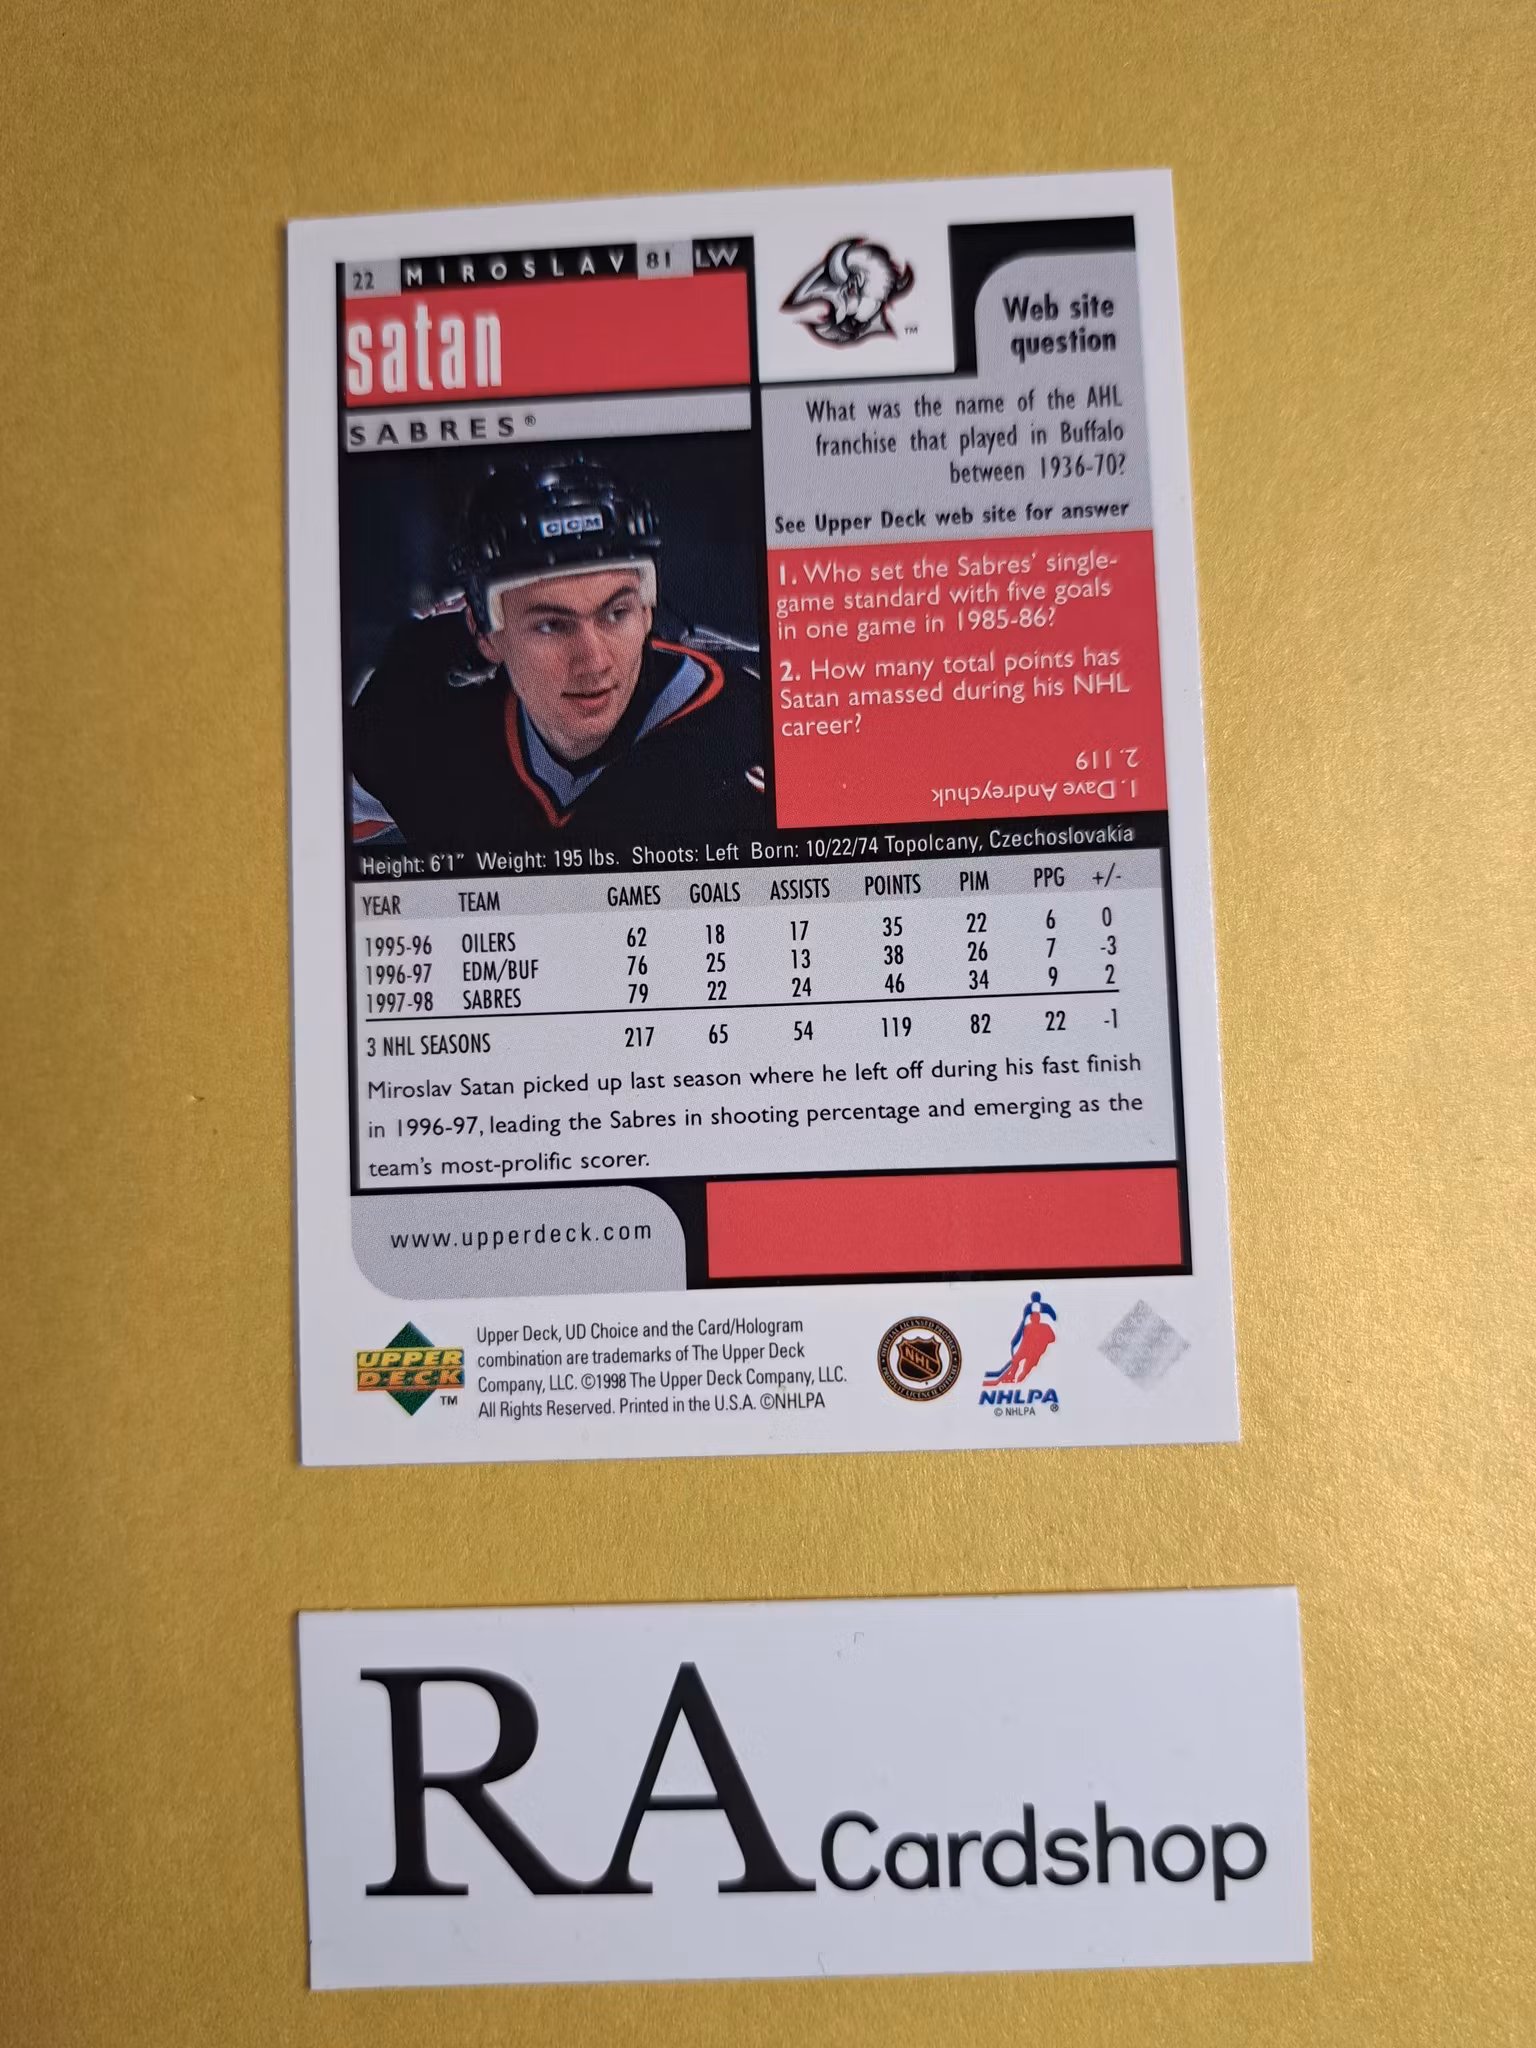 22 MIROSLAV 81 LW
satan
SABRES®
CCM
™
Web site
question
What was the name of the AHL
franchise that played in Buffalo
between 1936-70?
See Upper Deck web site for answer
1. Who set the Sabres' single-
game standard with five goals
in one game in 1985-86?
2. How many total points has
Satan amassed during his NHL
career?
1. Dave Andreychuk
2. 119
Height: 6'1" Weight: 195 lbs. Shoots: Left Born: 10/22/74 Topolcany, Czechoslovakia
YEAR TEAM GAMES GOALS ASSISTS POINTS PIM PPG +/-
1995-96 OILERS 62 18 17 35 22 6 0
1996-97 EDM/BUF 76 25 13 38 26 7 -3
1997-98 SABRES 79 22 24 46 34 9 2
3 NHL SEASONS 217 65 54 119 82 22 -1
Miroslav Satan picked up last season where he left off during his fast finish
in 1996-97, leading the Sabres in shooting percentage and emerging as the
team's most-prolific scorer.
www.upperdeck.com
UPPER
DECK
™
Upper Deck, UD Choice and the Card/Hologram
combination are trademarks of The Upper Deck
Company, LLC. ©1998 The Upper Deck Company, LLC.
All Rights Reserved. Printed in the U.S.A. ©NHLPA
OFFICIAL LICENSED PRODUCT
NHL
NHLPA
© NHLPA ®
RA Cardshop